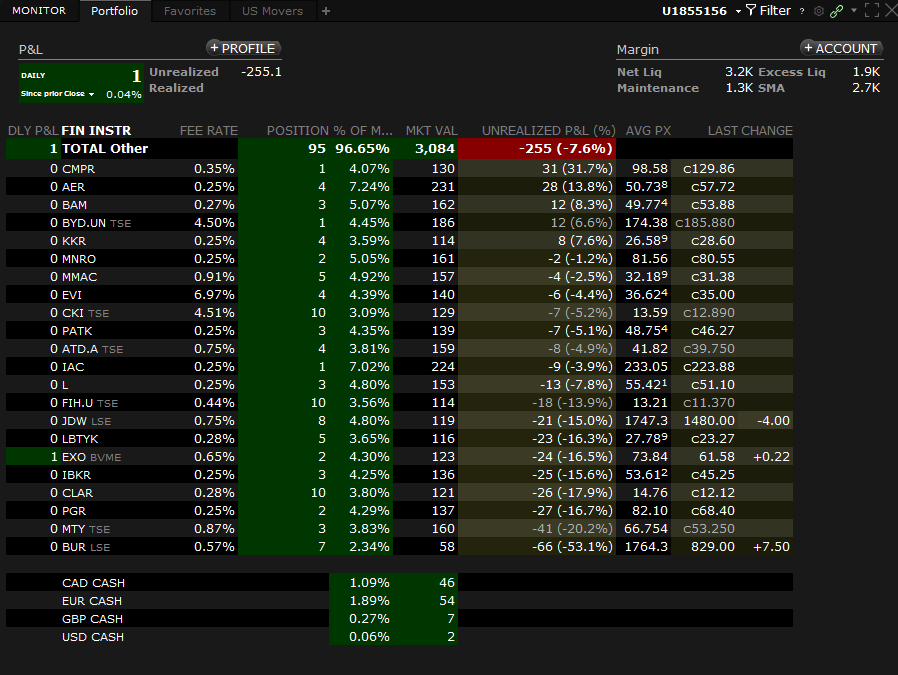 MONITOR Portfolio Favorites US Movers + U1855156 Filter ?
P&L + PROFILE Margin + ACCOUNT
DAILY 1 Unrealized -255.1 Net Liq 3.2K Excess Liq 1.9K
Since prior Close 0.04% Realized Maintenance 1.3K SMA 2.7K
DLY P&L FIN INSTR FEE RATE POSITION % OF M... MKT VAL UNREALIZED P&L (%) AVG PX LAST CHANGE
1 TOTAL Other 95 96.65% 3,084 -255 (-7.6%)
0 CMPR 0.35% 1 4.07% 130 31 (31.7%) 98.58 c129.86
0 AER 0.25% 4 7.24% 231 28 (13.8%) 50.73⁸ c57.72
0 BAM 0.27% 3 5.07% 162 12 (8.3%) 49.77⁴ c53.88
0 BYD.UN TSE 4.50% 1 4.45% 186 12 (6.6%) 174.38 c185.880
0 KKR 0.25% 4 3.59% 114 8 (7.6%) 26.58⁹ c28.60
0 MNRO 0.25% 2 5.05% 161 -2 (-1.2%) 81.56 c80.55
0 MMAC 0.91% 5 4.92% 157 -4 (-2.5%) 32.18⁹ c31.38
0 EVI 6.97% 4 4.39% 140 -6 (-4.4%) 36.62⁴ c35.00
0 CKI TSE 4.51% 10 3.09% 129 -7 (-5.2%) 13.59 c12.890
0 PATK 0.25% 3 4.35% 139 -7 (-5.1%) 48.75⁴ c46.27
0 ATD.A TSE 0.75% 4 3.81% 159 -8 (-4.9%) 41.82 c39.750
0 IAC 0.25% 1 7.02% 224 -9 (-3.9%) 233.05 c223.88
0 L 0.25% 3 4.80% 153 -13 (-7.8%) 55.42¹ c51.10
0 FIH.U TSE 0.44% 10 3.56% 114 -18 (-13.9%) 13.21 c11.370
0 JDW LSE 0.75% 8 4.80% 119 -21 (-15.0%) 1747.3 1480.00 -4.00
0 LBTYK 0.28% 5 3.65% 116 -23 (-16.3%) 27.78⁹ c23.27
1 EXO BVME 0.65% 2 4.30% 123 -24 (-16.5%) 73.84 61.58 +0.22
0 IBKR 0.25% 3 4.25% 136 -25 (-15.6%) 53.61² c45.25
0 CLAR 0.28% 10 3.80% 121 -26 (-17.9%) 14.76 c12.12
0 PGR 0.25% 2 4.29% 137 -27 (-16.7%) 82.10 c68.40
0 MTY TSE 0.87% 3 3.83% 160 -41 (-20.2%) 66.754 c53.250
0 BUR LSE 0.57% 7 2.34% 58 -66 (-53.1%) 1764.3 829.00 +7.50
CAD CASH 1.09% 46
EUR CASH 1.89% 54
GBP CASH 0.27% 7
USD CASH 0.06% 2